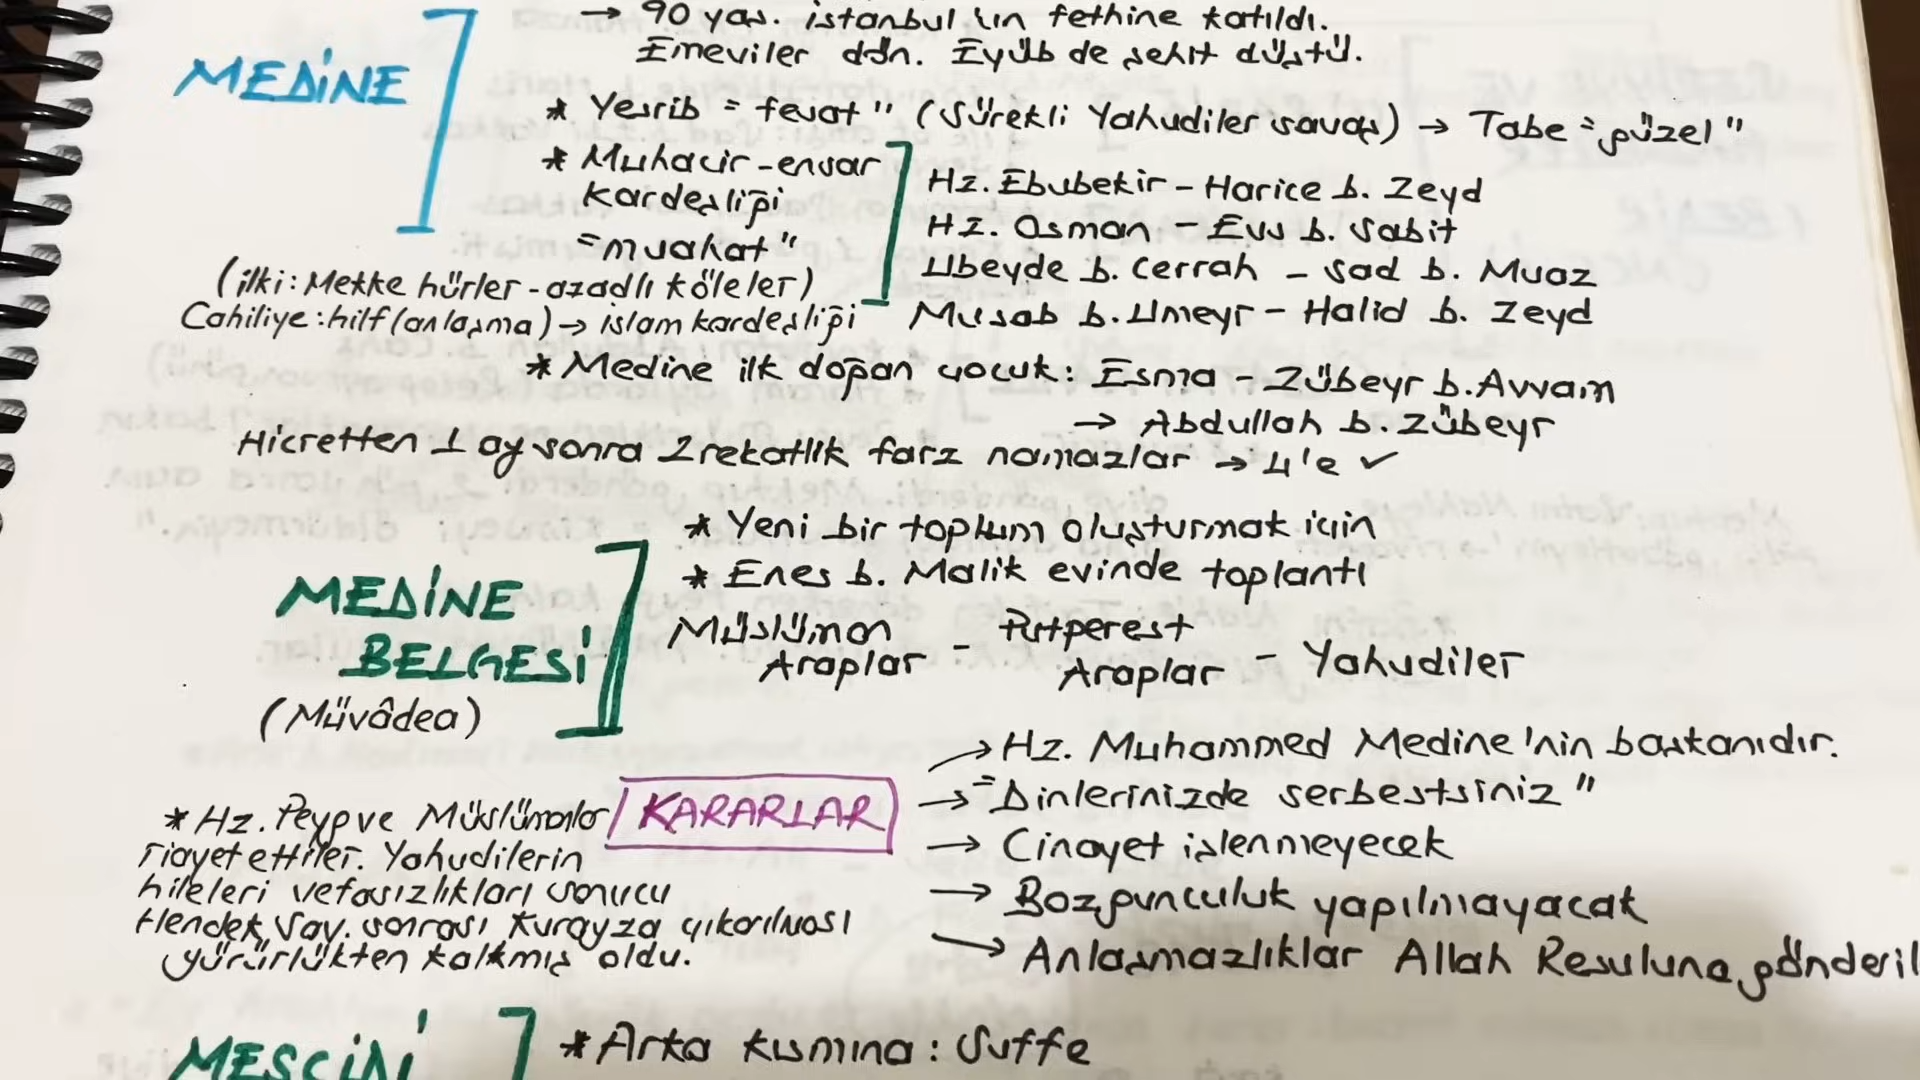 → 90 yaş. istanbul'un fethine katıldı.
Emeviler dön. Eyüb de şehit düştü.
MEDİNE
* Yesrib "fesat" (Sürekli Yahudiler savaş) → Tabe "güzel"
* Muhacir-ensar
kardeşliği
"muahat"
(ilki: Mekke hürler-azadlı köleler)
Cahiliye: hilf (anlaşma) → islam kardeşliği
Hz. Ebubekir - Harice b. Zeyd
Hz. Osman - Evs b. Sabit
Ubeyde b. Cerrah - Sad b. Muaz
Musab b. Umeyr - Halid b. Zeyd
* Medine ilk doğan çocuk: Esma - Zübeyr b. Avvam
→ Abdullah b. Zübeyr
Hicretten 1 ay sonra 2 rekatlık farz namazlar → 4'e ✓
MEDİNE
BELGESİ
(Müvâdea)
* Yeni bir toplum oluşturmak için
* Enes b. Malik evinde toplantı
Müslüman Araplar - Putperest Araplar - Yahudiler
KARARLAR
→ Hz. Muhammed Medine'nin başkanıdır.
→ "Dinlerinizde serbestsiniz"
→ Cinayet işlenmeyecek
→ Bozgunculuk yapılmayacak
→ Anlaşmazlıklar Allah Resuluna gönderil
* Hz. Peyg ve Müslümanlar
riayet ettiler. Yahudilerin
hileleri vefasızlıkları sonucu
Hendek Sav. sonrası Kurayza çıkarılması
yürürlükten kalkmış oldu.
MESCİDİ
* Arka kısmına: Suffe